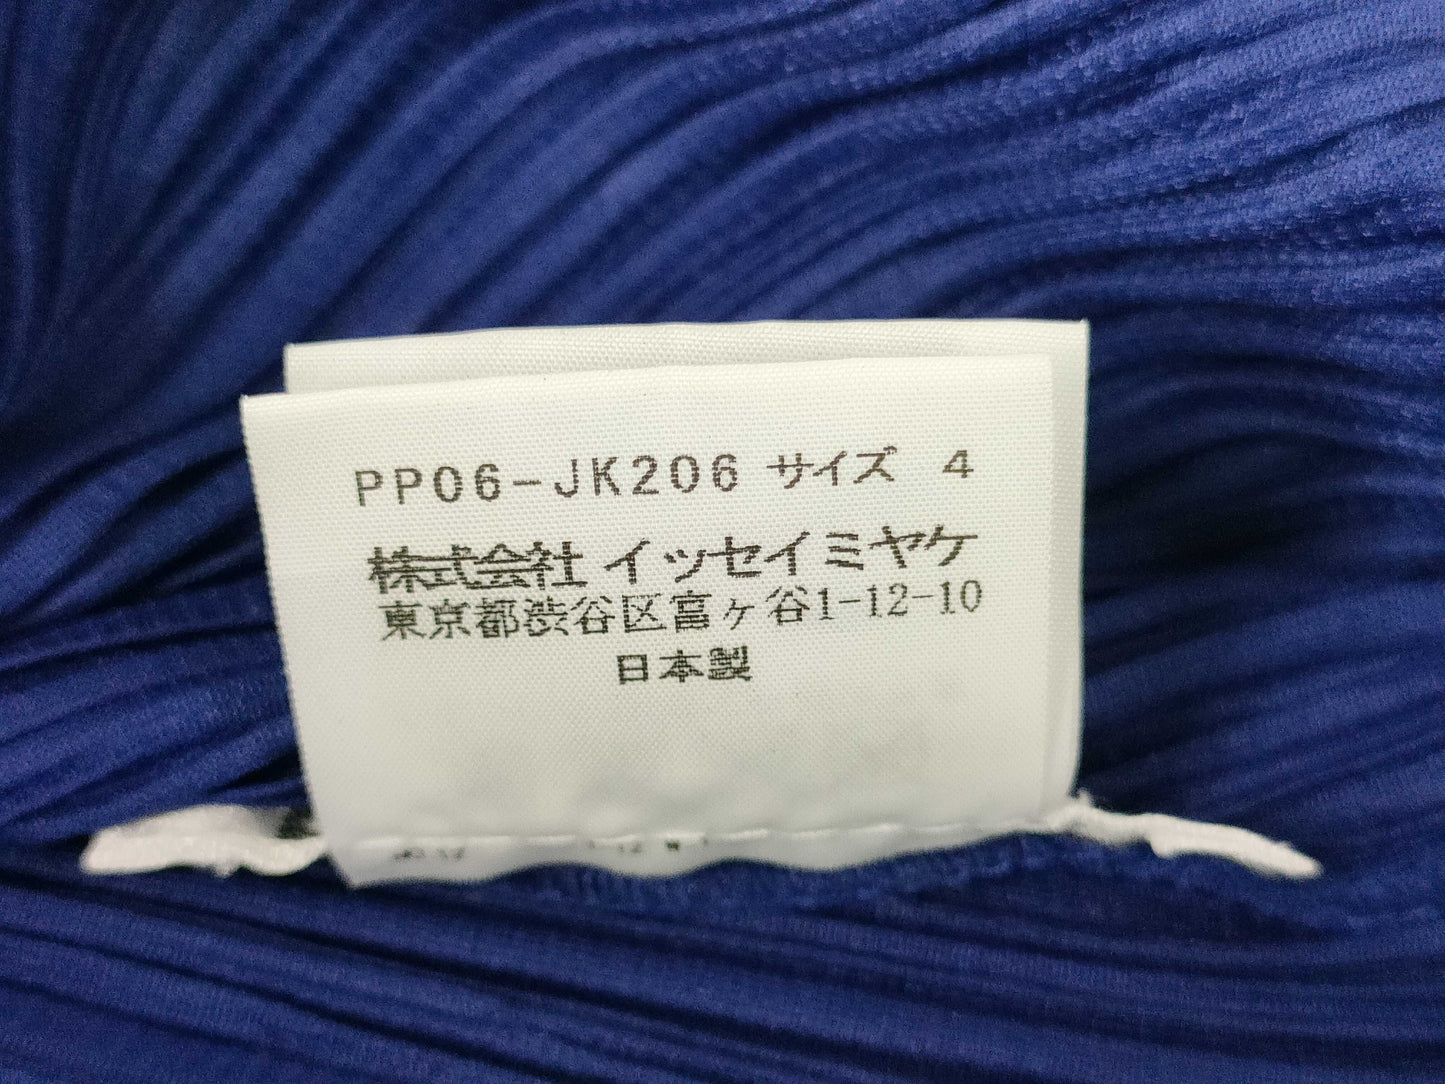 PP06-JK206 サイズ 4
株式会社 イッセイミヤケ
東京都渋谷区富ヶ谷1-12-10
日本製